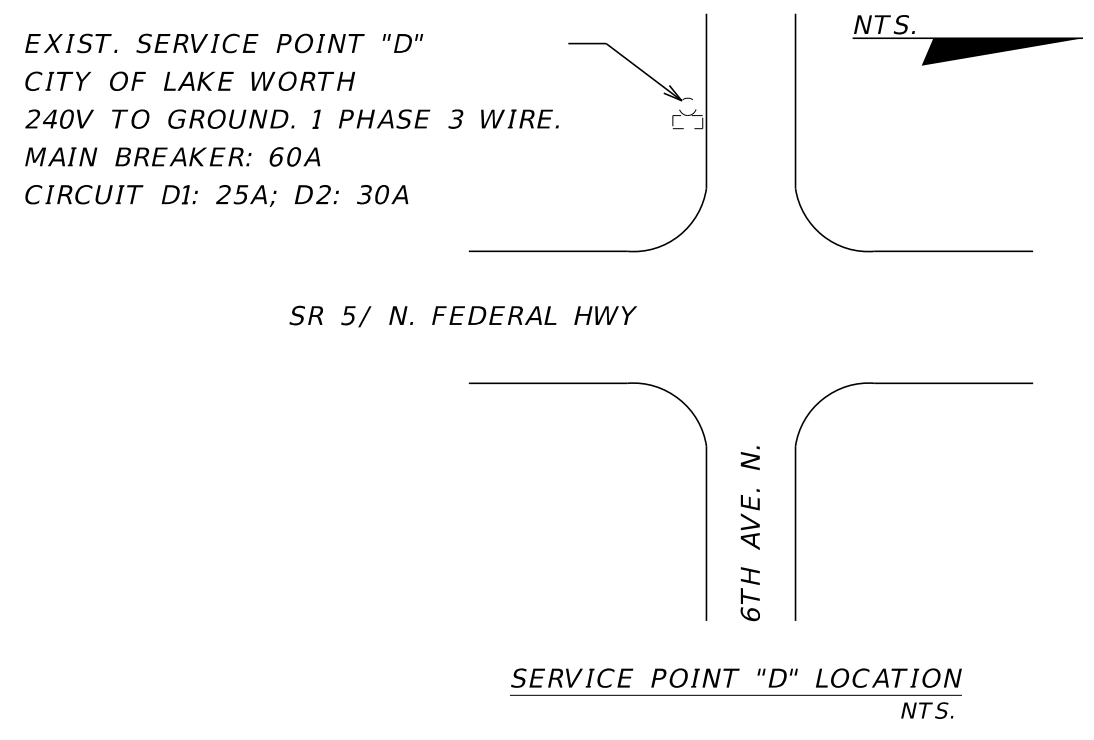 EXIST. SERVICE POINT "D"
CITY OF LAKE WORTH
240V TO GROUND. 1 PHASE 3 WIRE.
MAIN BREAKER: 60A
CIRCUIT D1: 25A; D2: 30A
NTS.
SR 5/ N. FEDERAL HWY
6TH AVE. N.
SERVICE POINT "D" LOCATION
NTS.